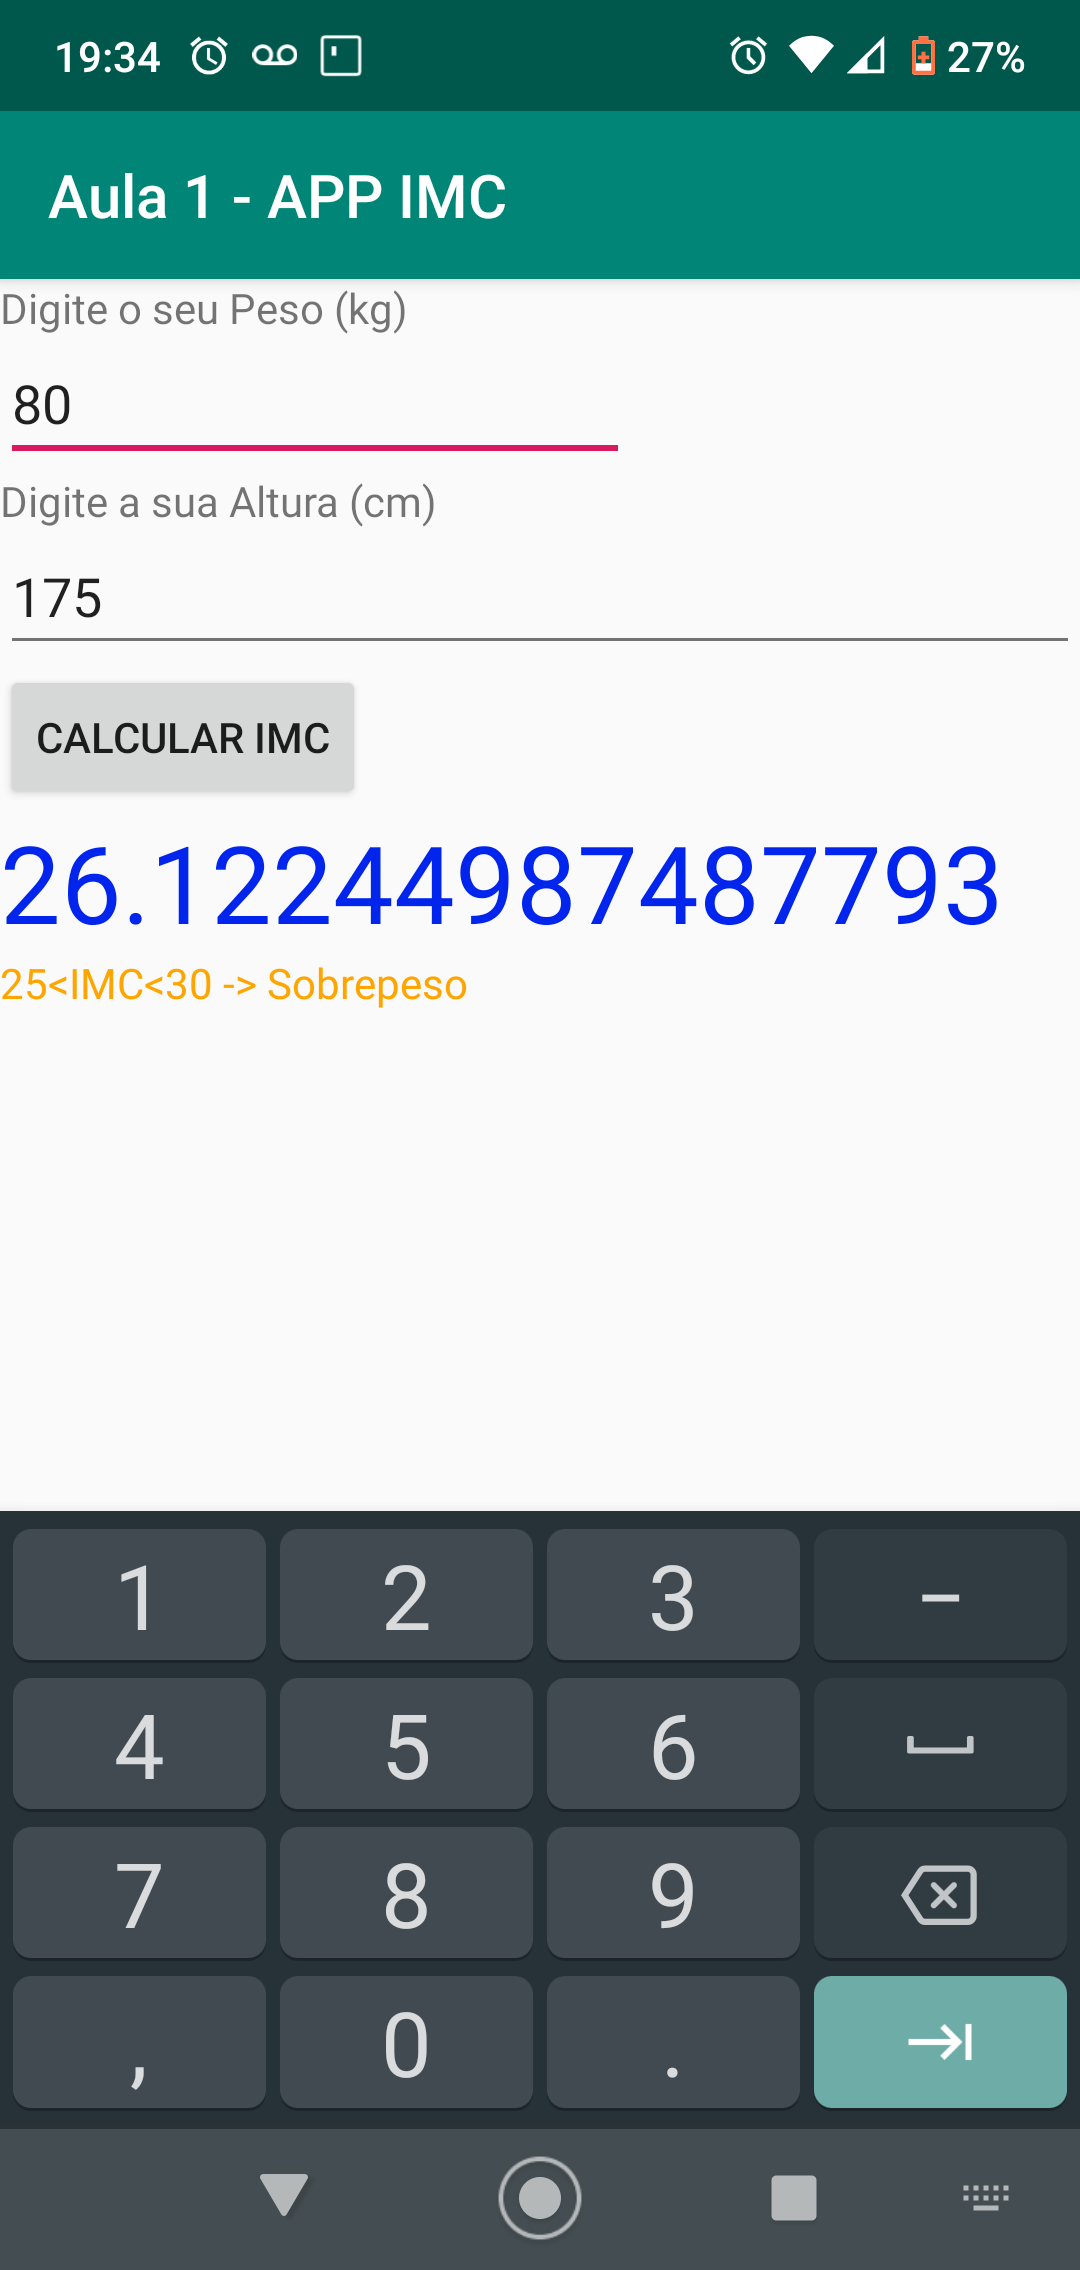 19:34 27%
Aula 1 - APP IMC
Digite o seu Peso (kg)
80
Digite a sua Altura (cm)
175
CALCULAR IMC
26.122449874877793
25<IMC<30 -> Sobrepeso
1 2 3 –
4 5 6
7 8 9
, 0 .